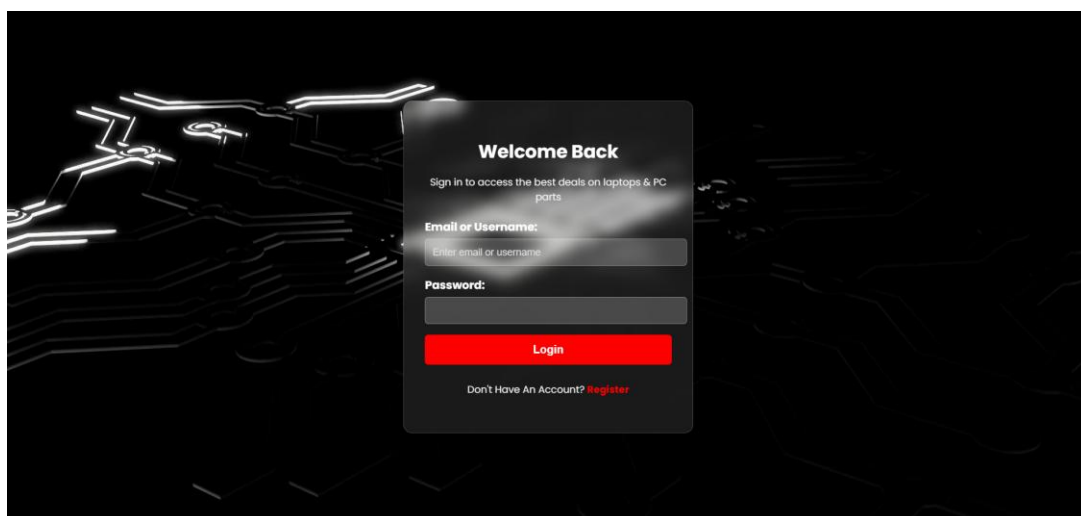 Welcome Back
Sign in to access the best deals on laptops & PC
parts
Email or Username:
Enter email or username
Password:
Login
Don't Have An Account? Register